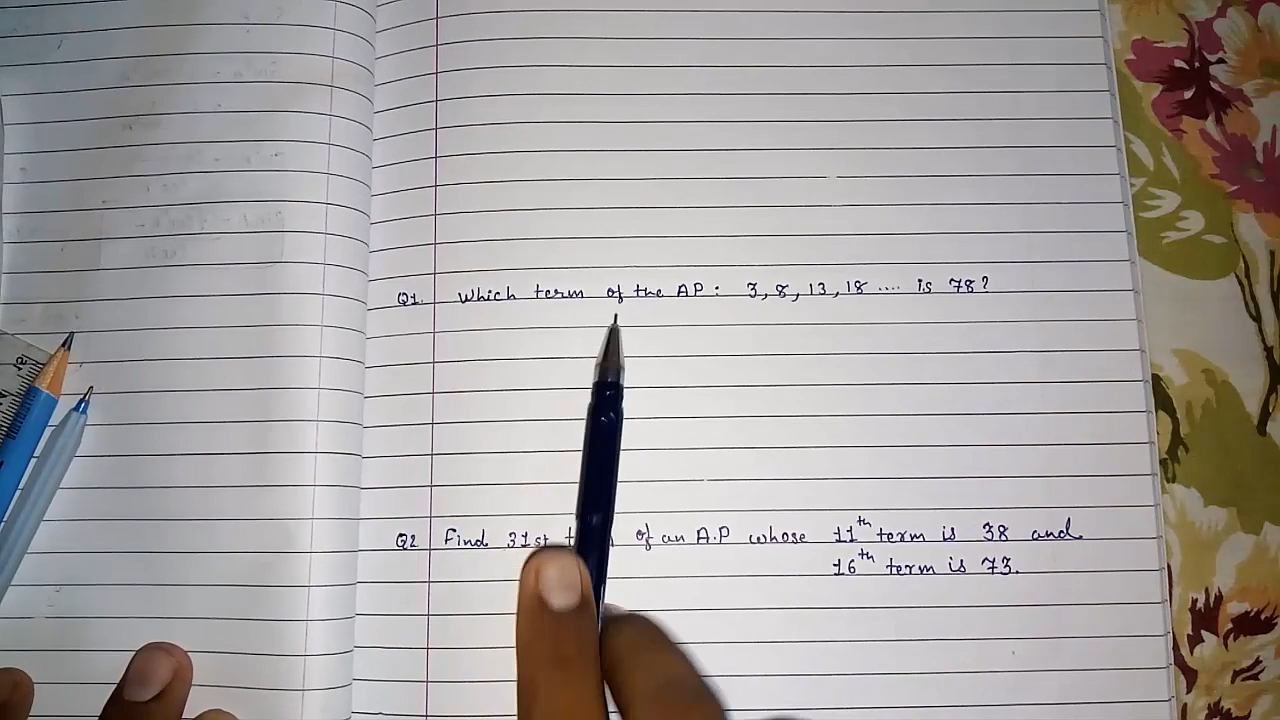 Q1. Which term of the AP: 3, 8, 13, 18 .... is 78?
Q2 Find 31st of an A.P whose 11th term is 38 and
16th term is 73.